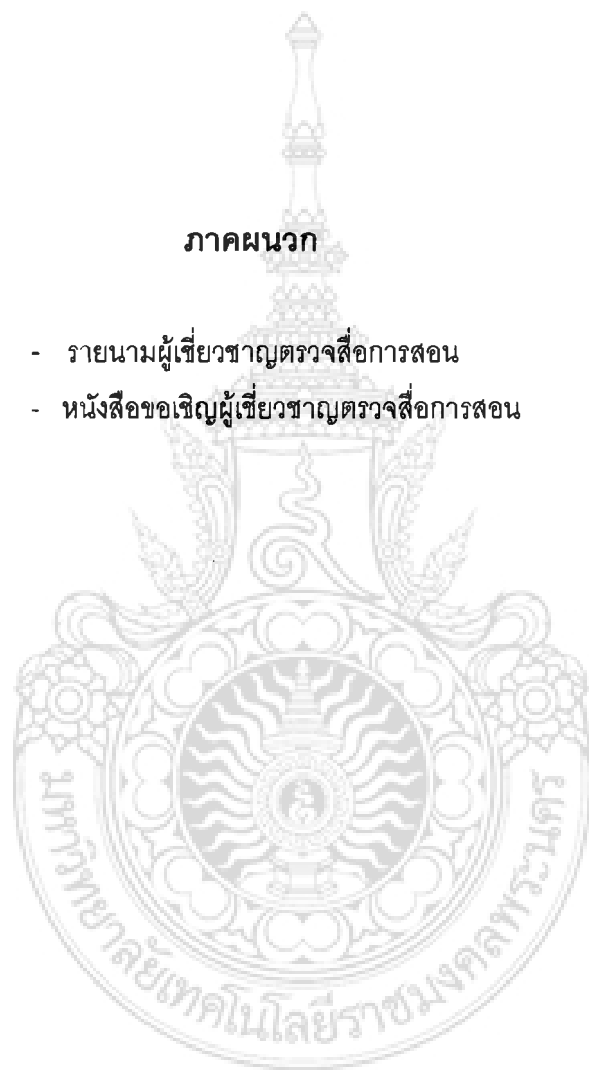 ภาคผนวก
- รายนามผู้เชี่ยวชาญตรวจสื่อการสอน
- หนังสือขอเชิญผู้เชี่ยวชาญตรวจสื่อการสอน
มหาวิทยาลัยเทคโนโลยีราชมงคลพระนคร